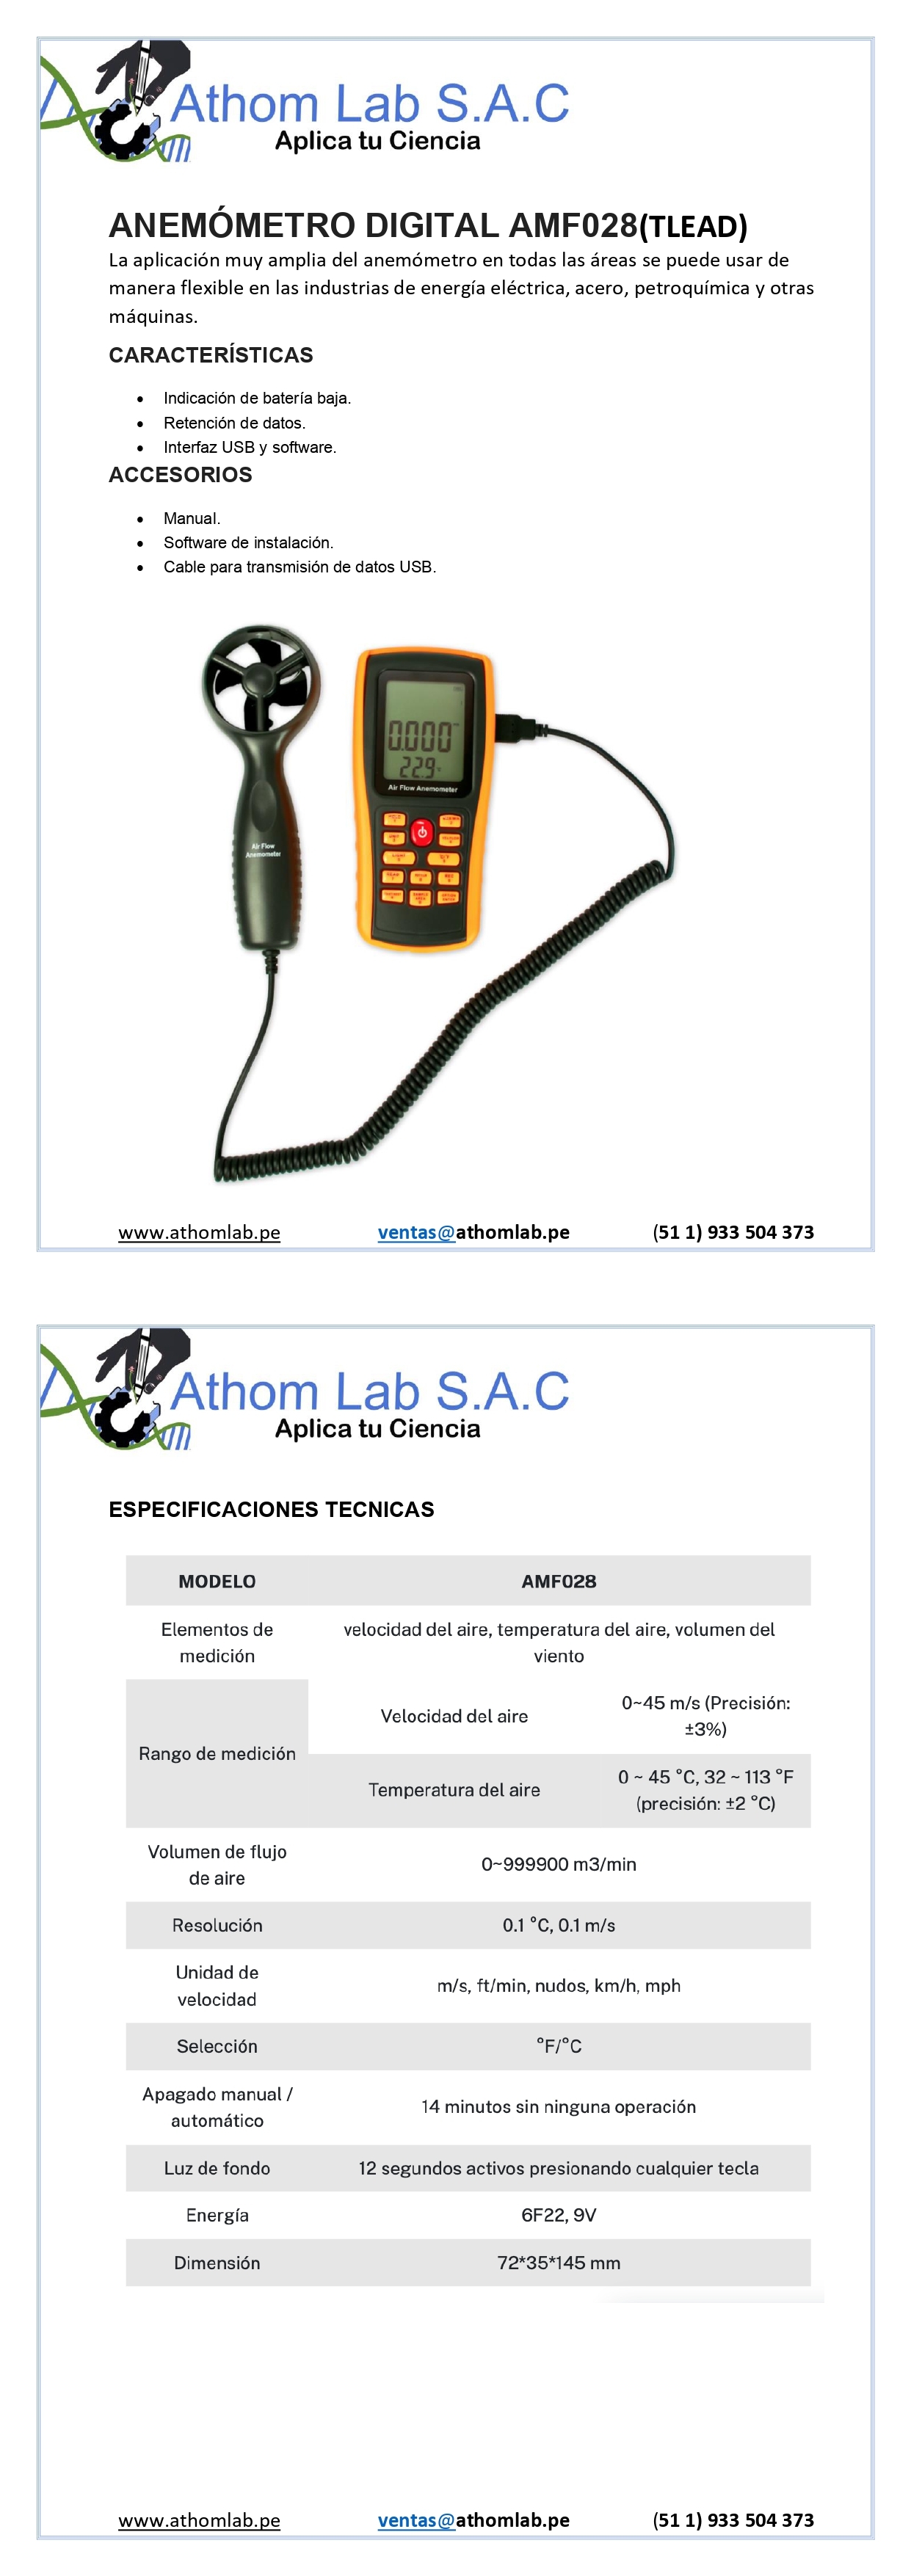 Athom Lab S.A.C
Aplica tu Ciencia
ANEMÓMETRO DIGITAL AMF028(TLEAD)
La aplicación muy amplia del anemómetro en todas las áreas se puede usar de
manera flexible en las industrias de energía eléctrica, acero, petroquímica y otras
máquinas.
CARACTERÍSTICAS
• Indicación de batería baja.
• Retención de datos.
• Interfaz USB y software.
ACCESORIOS
• Manual.
• Software de instalación.
• Cable para transmisión de datos USB.
0.000
22.9
Air Flow Anemometer
Air Flow
Anemometer
www.athomlab.pe ventas@athomlab.pe (51 1) 933 504 373
Athom Lab S.A.C
Aplica tu Ciencia
ESPECIFICACIONES TECNICAS
MODELO AMF028
Elementos de
medición
velocidad del aire, temperatura del aire, volumen del
viento
Rango de medición
Velocidad del aire
0~45 m/s (Precisión:
±3%)
Temperatura del aire
0 ~ 45 °C, 32 ~ 113 °F
(precisión: ±2 °C)
Volumen de flujo
de aire
0~999900 m3/min
Resolución 0.1 °C, 0.1 m/s
Unidad de
velocidad
m/s, ft/min, nudos, km/h, mph
Selección °F/°C
Apagado manual /
automático
14 minutos sin ninguna operación
Luz de fondo 12 segundos activos presionando cualquier tecla
Energía 6F22, 9V
Dimensión 72*35*145 mm
www.athomlab.pe ventas@athomlab.pe (51 1) 933 504 373